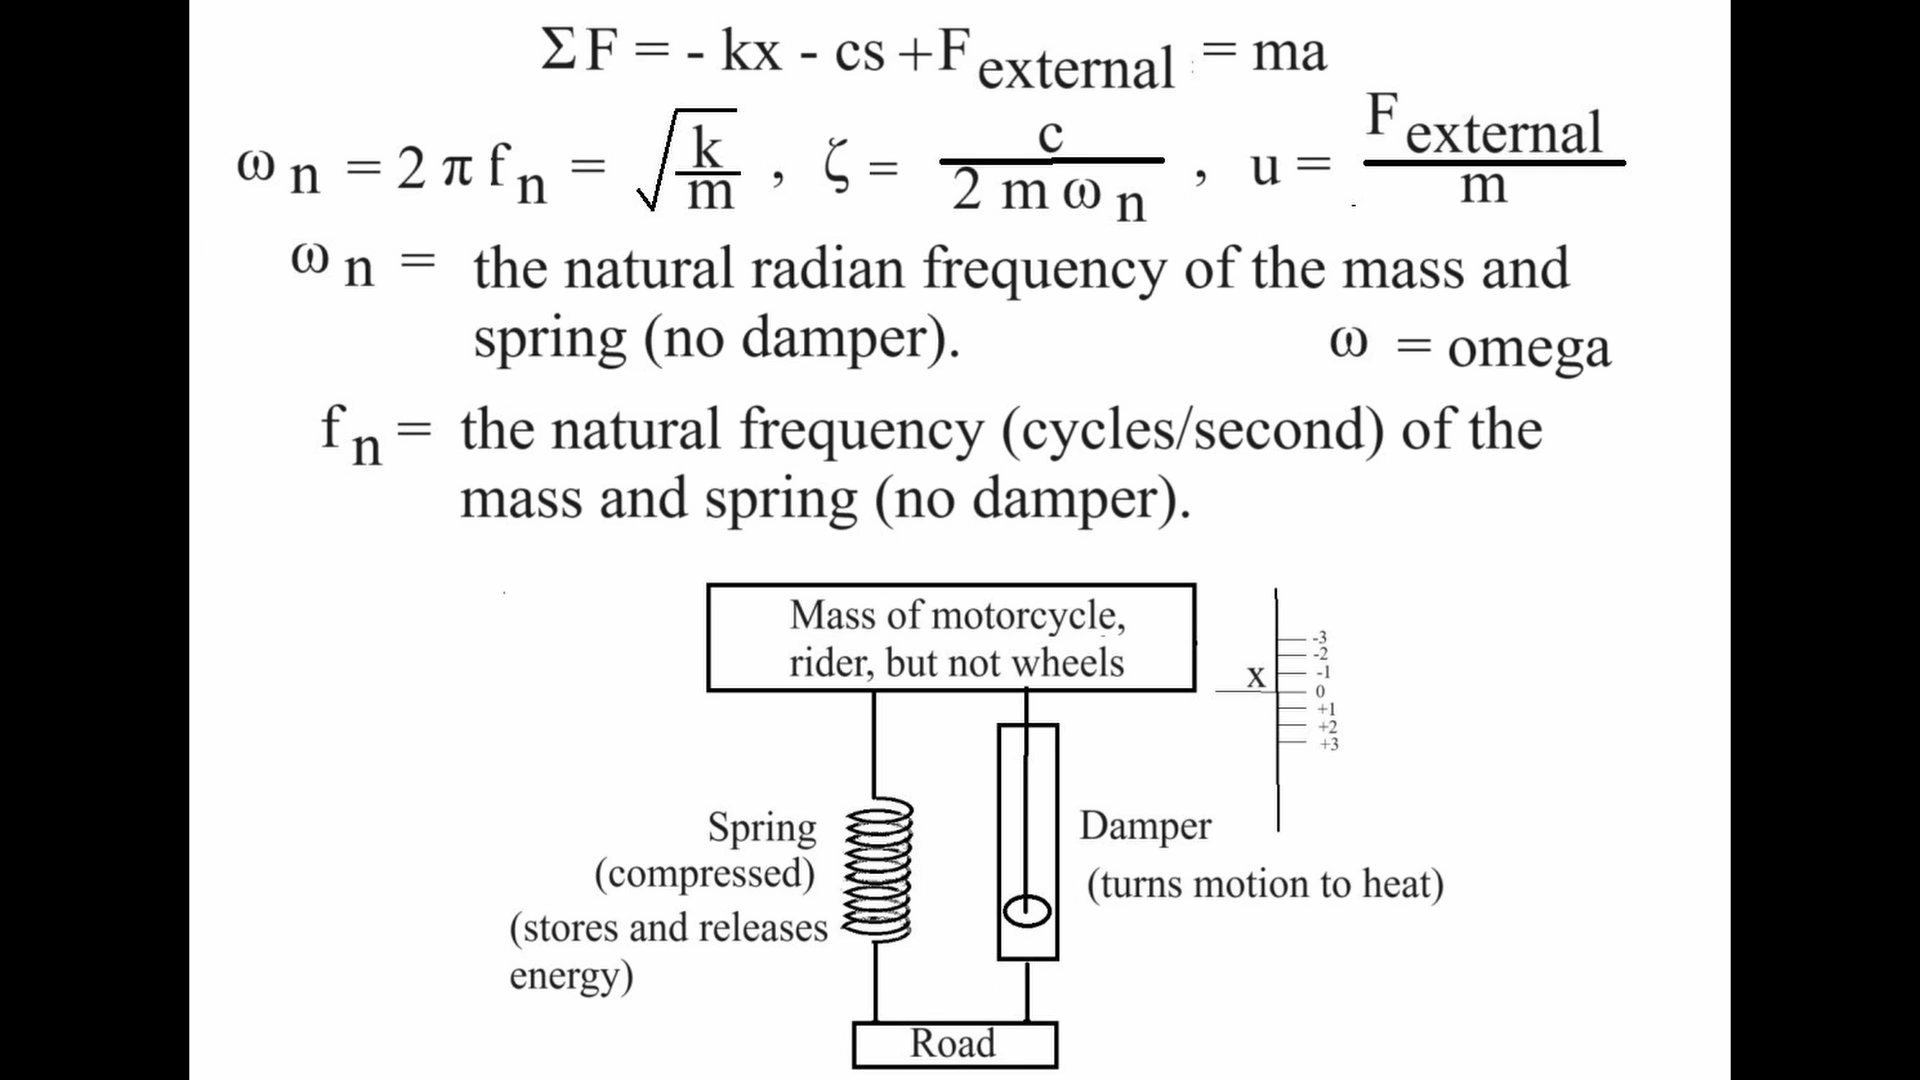 ΣF = - kx - cs +F external = ma
ω n = 2 π f n = √ k/m , ζ = c / 2 m ω n , u = F external / m
ω n = the natural radian frequency of the mass and
spring (no damper). ω = omega
f n = the natural frequency (cycles/second) of the
mass and spring (no damper).
Mass of motorcycle,
rider, but not wheels
x
-3
-2
-1
0
+1
+2
+3
Spring
(compressed)
(stores and releases
energy)
Damper
(turns motion to heat)
Road